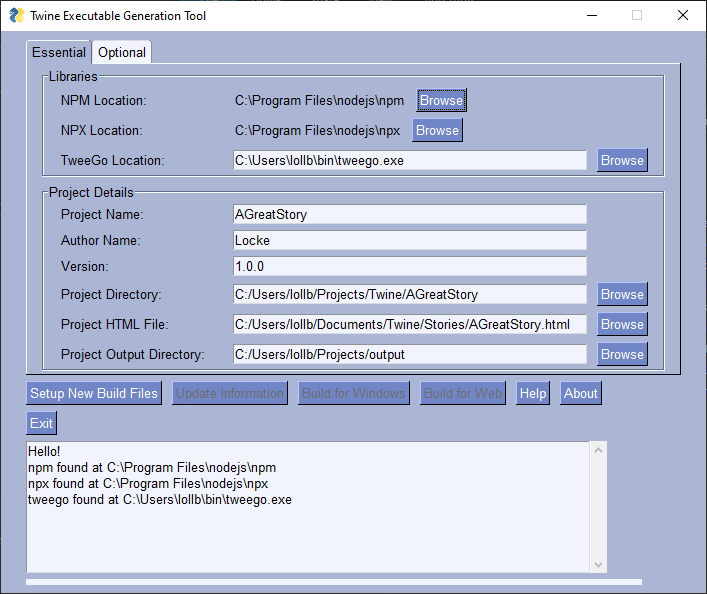 Twine Executable Generation Tool
Essential Optional
Libraries
NPM Location: C:\Program Files\nodejs\npm Browse
NPX Location: C:\Program Files\nodejs\npx Browse
TweeGo Location: C:\Users\lollb\bin\tweego.exe Browse
Project Details
Project Name: AGreatStory
Author Name: Locke
Version: 1.0.0
Project Directory: C:/Users/lollb/Projects/Twine/AGreatStory Browse
Project HTML File: C:/Users/lollb/Documents/Twine/Stories/AGreatStory.html Browse
Project Output Directory: C:/Users/lollb/Projects/output Browse
Setup New Build Files Update Information Build for Windows Build for Web Help About
Exit
Hello!
npm found at C:\Program Files\nodejs\npm
npx found at C:\Program Files\nodejs\npx
tweego found at C:\Users\lollb\bin\tweego.exe